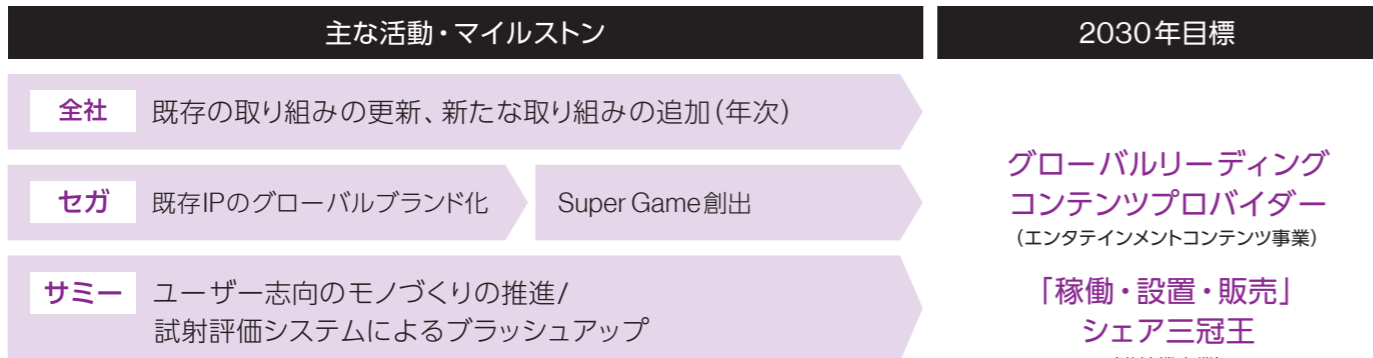 主な活動・マイルストン
2030年目標
全社 既存の取り組みの更新、新たな取り組みの追加（年次）
セガ 既存IPのグローバルブランド化 Super Game創出
サミー ユーザー志向のモノづくりの推進/
試射評価システムによるブラッシュアップ
グローバルリーディング
コンテンツプロバイダー
（エンタテインメントコンテンツ事業）
「稼働・設置・販売」
シェア三冠王